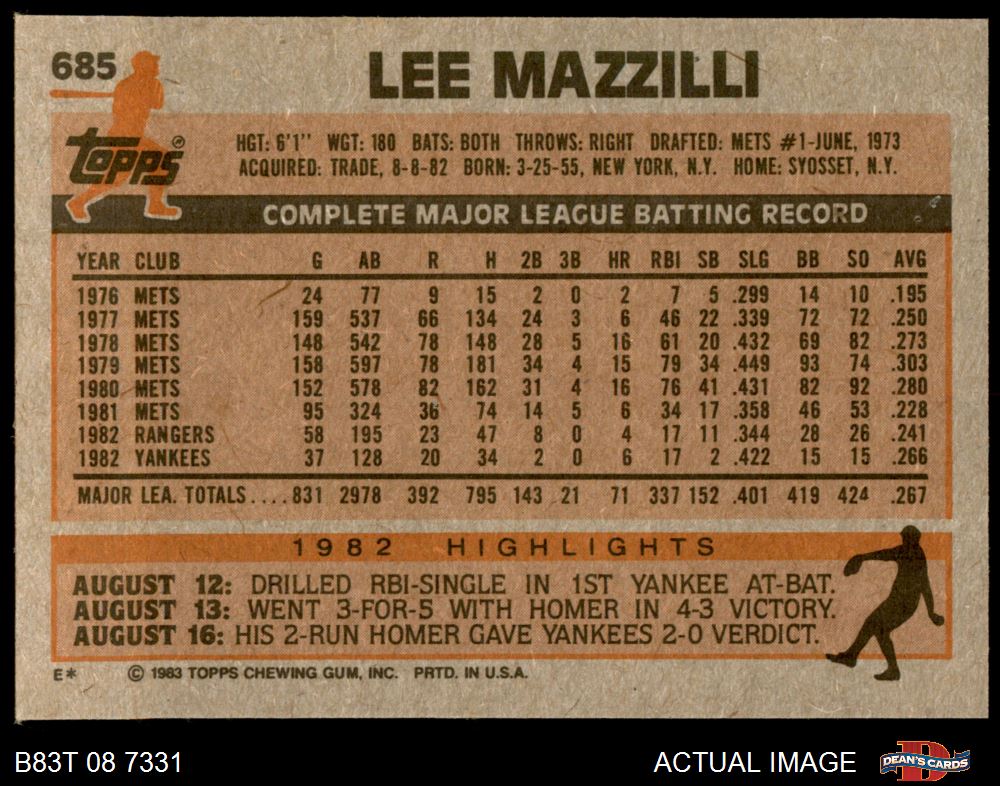 685
LEE MAZZILLI
topps®
HGT: 6'1" WGT: 180 BATS: BOTH THROWS: RIGHT DRAFTED: METS #1-JUNE, 1973
ACQUIRED: TRADE, 8-8-82 BORN: 3-25-55, NEW YORK, N.Y. HOME: SYOSSET, N.Y.
COMPLETE MAJOR LEAGUE BATTING RECORD
YEAR CLUB G AB R H 2B 3B HR RBI SB SLG BB SO AVG
1976 METS 24 77 9 15 2 0 2 7 5 .299 14 10 .195
1977 METS 159 537 66 134 24 3 6 46 22 .339 72 72 .250
1978 METS 148 542 78 148 28 5 16 61 20 .432 69 82 .273
1979 METS 158 597 78 181 34 4 15 79 34 .449 93 74 .303
1980 METS 152 578 82 162 31 4 16 76 41 .431 82 92 .280
1981 METS 95 324 36 74 14 5 6 34 17 .358 46 53 .228
1982 RANGERS 58 195 23 47 8 0 4 17 11 .344 28 26 .241
1982 YANKEES 37 128 20 34 2 0 6 17 2 .422 15 15 .266
MAJOR LEA. TOTALS....831 2978 392 795 143 21 71 337 152 .401 419 424 .267
1982 HIGHLIGHTS
AUGUST 12: DRILLED RBI-SINGLE IN 1ST YANKEE AT-BAT.
AUGUST 13: WENT 3-FOR-5 WITH HOMER IN 4-3 VICTORY.
AUGUST 16: HIS 2-RUN HOMER GAVE YANKEES 2-0 VERDICT.
E* © 1983 TOPPS CHEWING GUM, INC. PRTD. IN U.S.A.
B83T 08 7331
ACTUAL IMAGE
D
DEAN'S CARDS